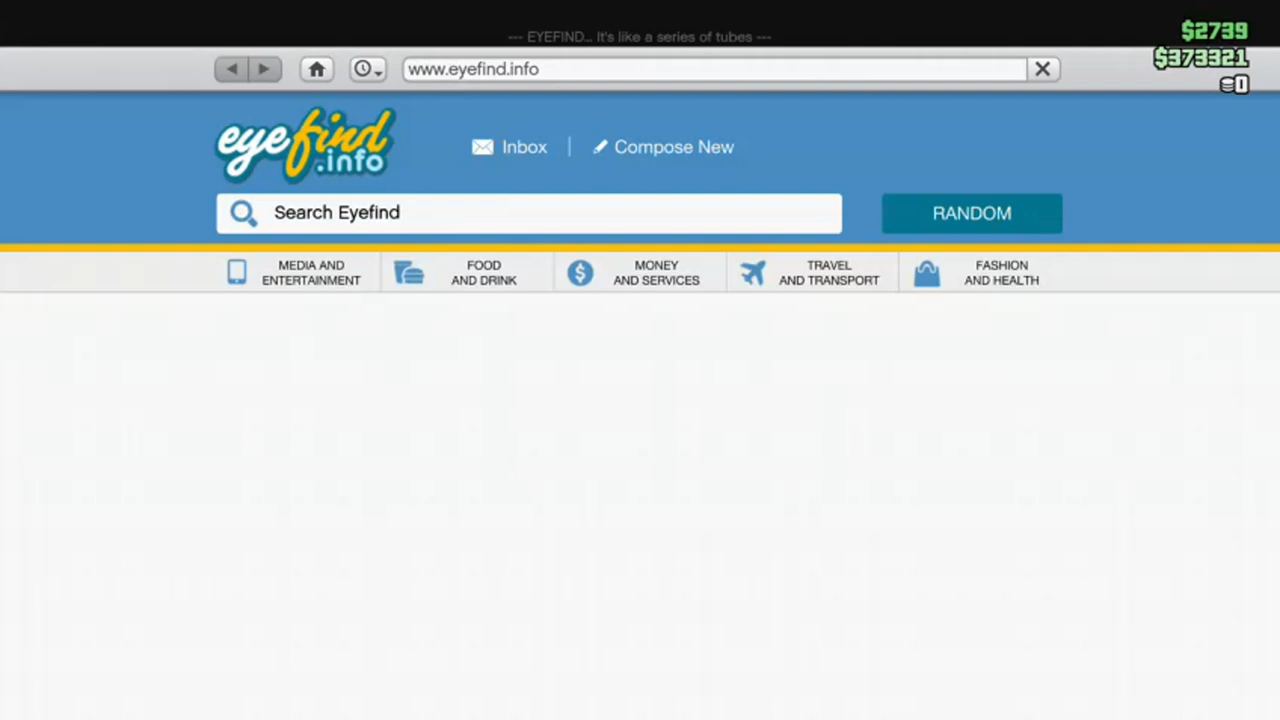 --- EYEFIND... It's like a series of tubes ---
$2739
$373321
0
www.eyefind.info
eyefind
.info
Inbox
Compose New
Search Eyefind
RANDOM
MEDIA AND
ENTERTAINMENT
FOOD
AND DRINK
MONEY
AND SERVICES
TRAVEL
AND TRANSPORT
FASHION
AND HEALTH